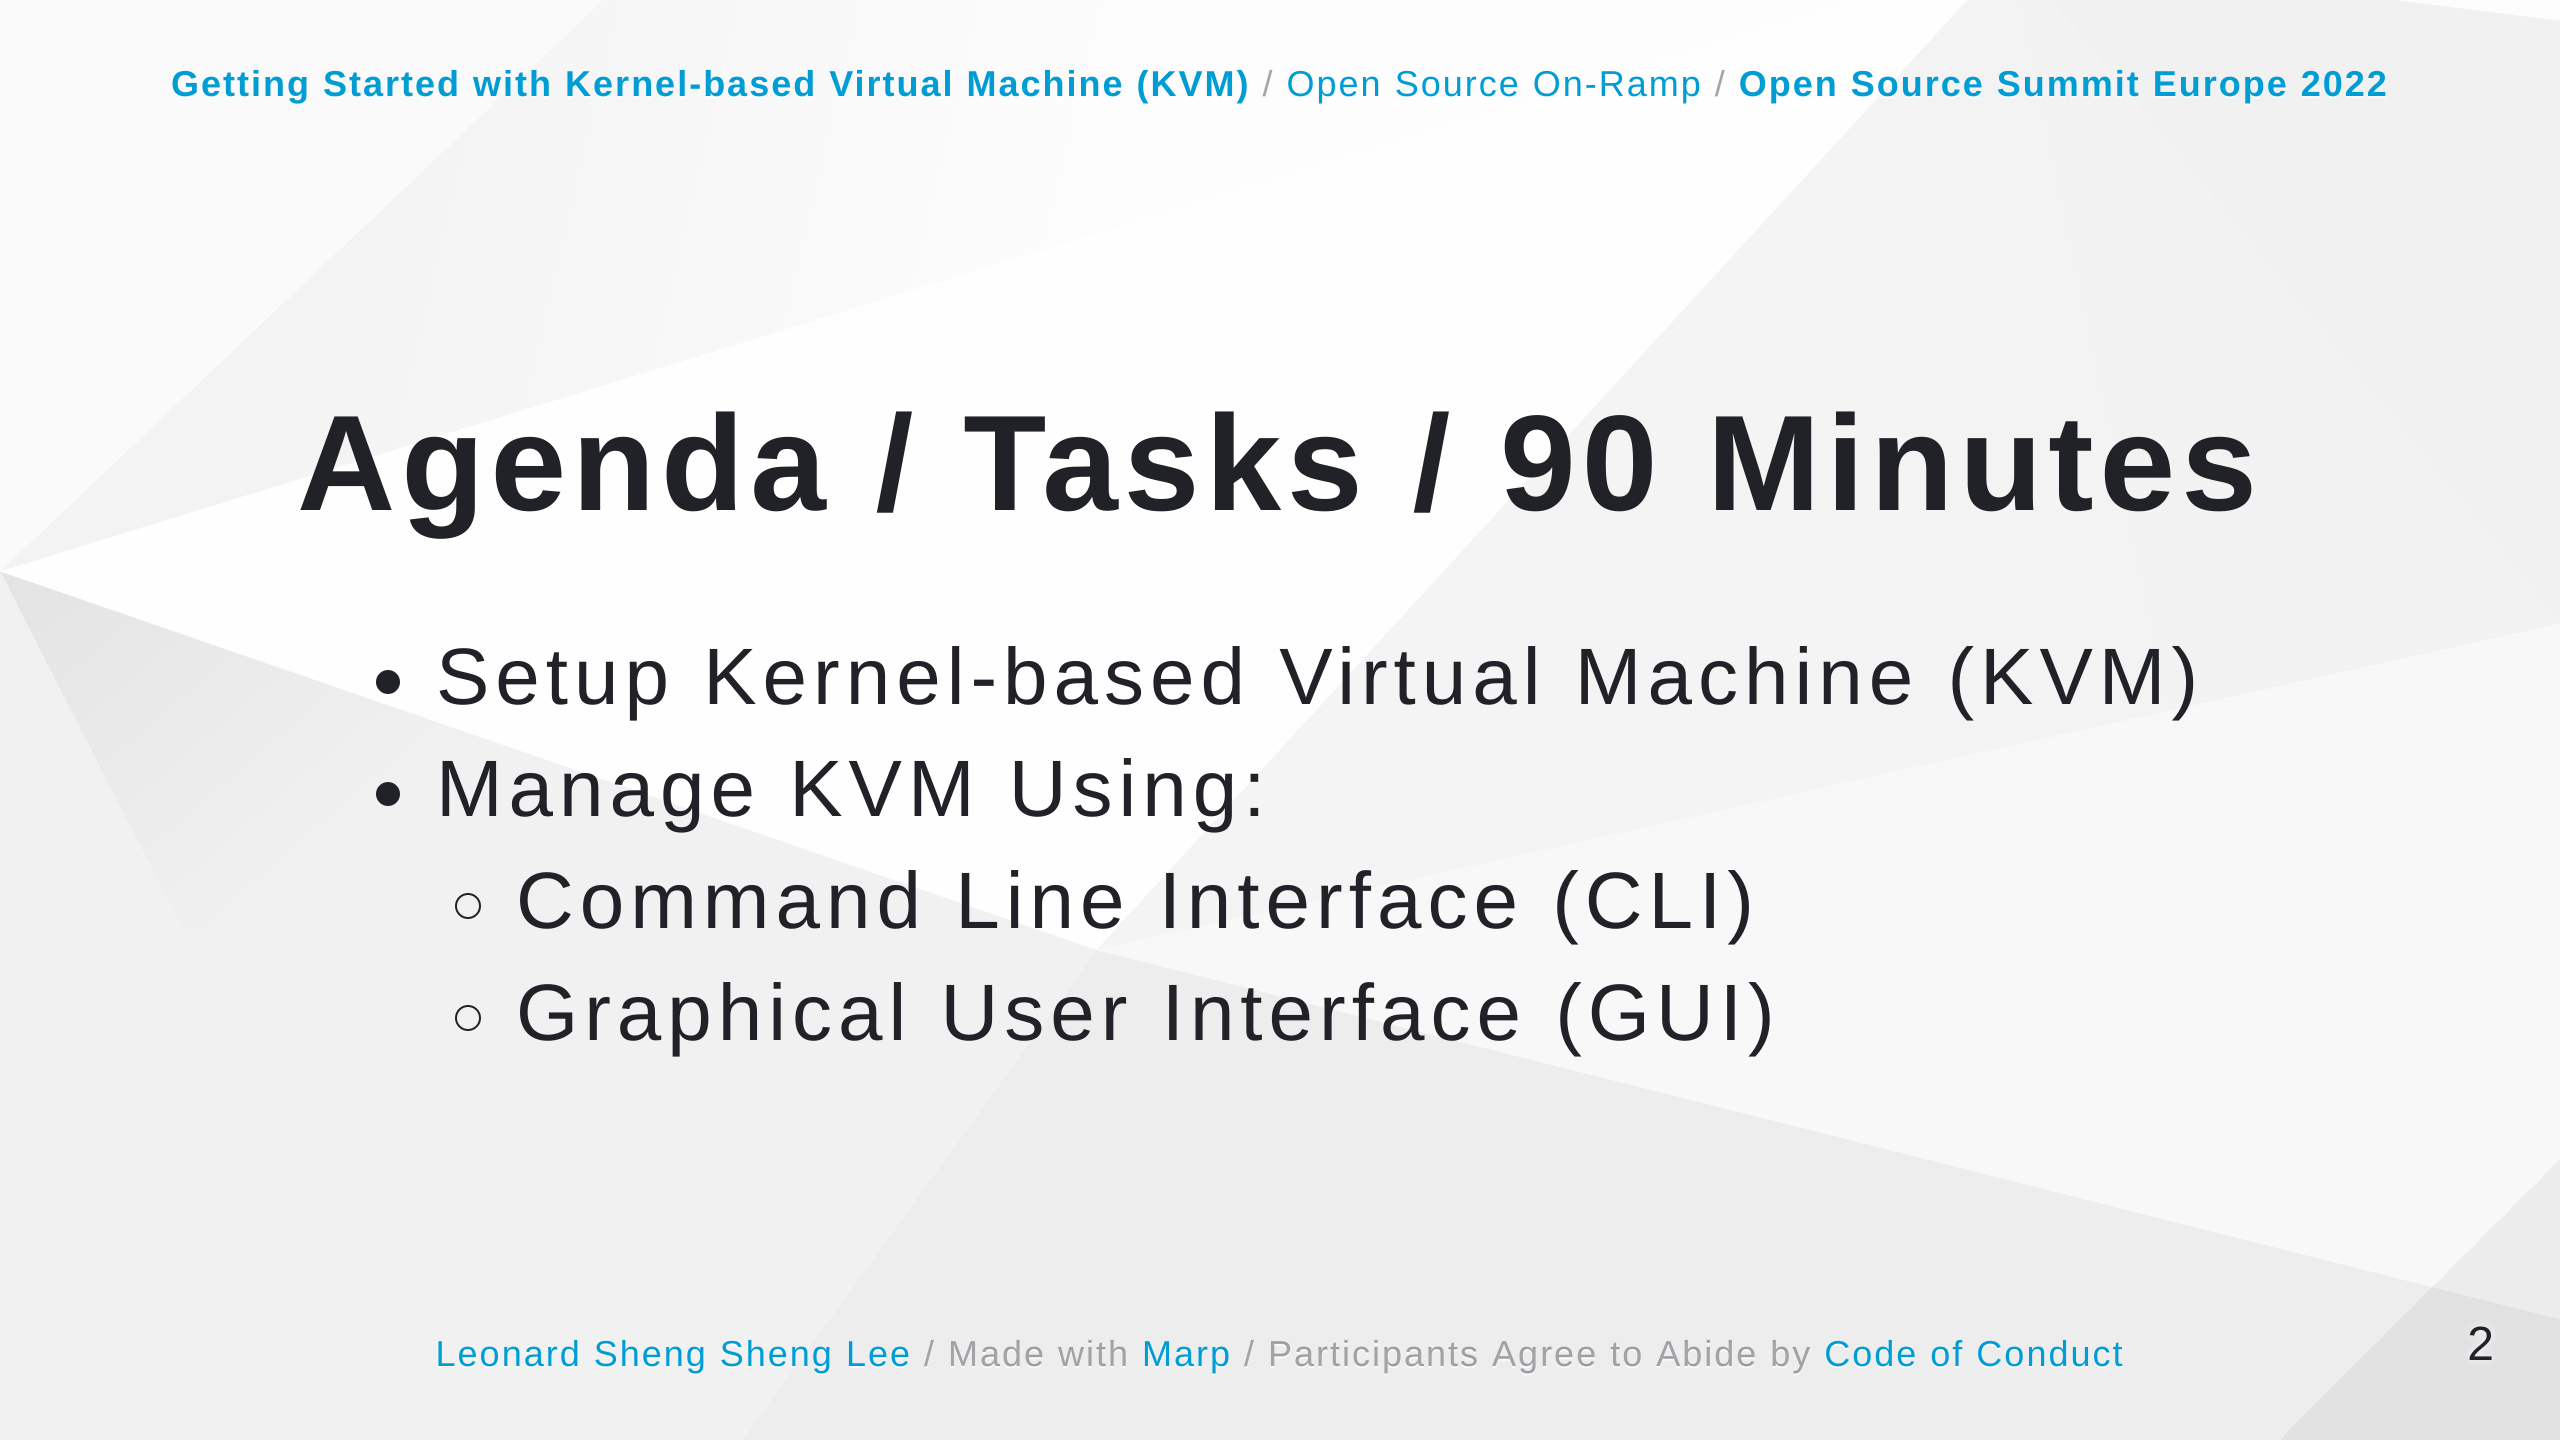 Getting Started with Kernel-based Virtual Machine (KVM) / Open Source On-Ramp / Open Source Summit Europe 2022
Agenda / Tasks / 90 Minutes
• Setup Kernel-based Virtual Machine (KVM)
• Manage KVM Using:
○ Command Line Interface (CLI)
○ Graphical User Interface (GUI)
Leonard Sheng Sheng Lee / Made with Marp / Participants Agree to Abide by Code of Conduct
2